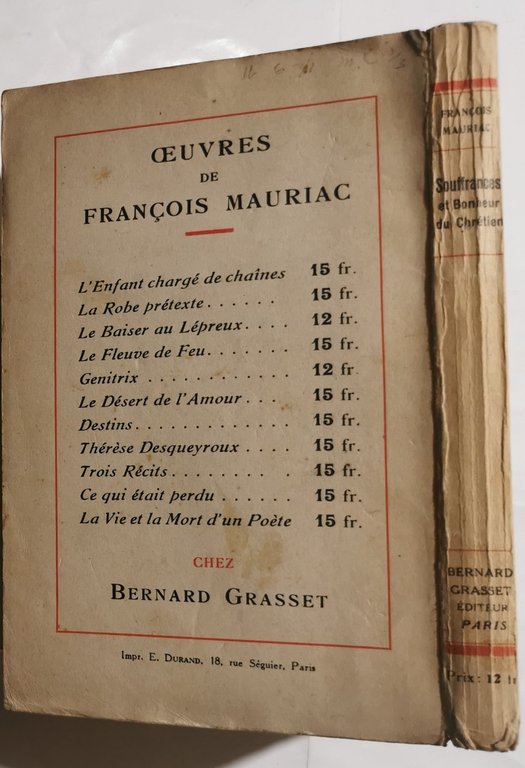 ŒUVRES
DE
FRANÇOIS MAURIAC
L'Enfant chargé de chaînes 15 fr.
La Robe prétexte . . . . . . 15 fr.
Le Baiser au Lépreux. . . . 12 fr.
Le Fleuve de Feu. . . . . . . 15 fr.
Genitrix . . . . . . . . . . . . 12 fr.
Le Désert de l'Amour . . . 15 fr.
Destins. . . . . . . . . . . . . 15 fr.
Thérèse Desqueyroux . . . . 15 fr.
Trois Récits . . . . . . . . . . 15 fr.
Ce qui était perdu . . . . . . 15 fr.
La Vie et la Mort d'un Poète 15 fr.
CHEZ
BERNARD GRASSET
Impr. E. DURAND, 18, rue Séguier, Paris
FRANÇOIS
MAURIAC
Souffrances
et Bonheur
du Chrétien
BERNARD
GRASSET
ÉDITEUR
PARIS
Prix : 12 fr